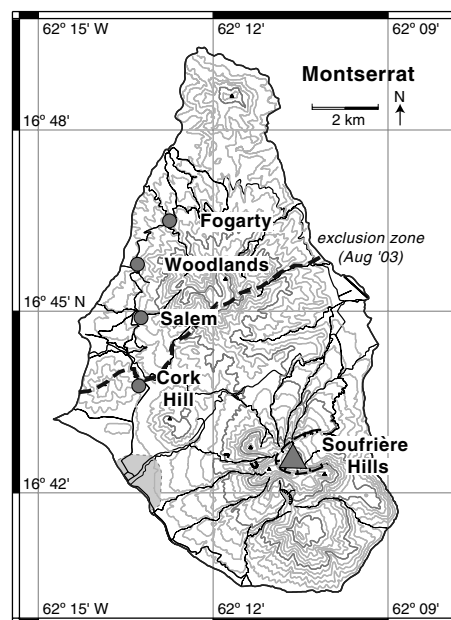 62° 15' W
62° 12'
62° 09'
Montserrat
N
2 km
16° 48'
Fogarty
exclusion zone
(Aug '03)
Woodlands
16° 45' N
Salem
Cork
Hill
Soufrière
Hills
16° 42'
62° 15' W
62° 12'
62° 09'